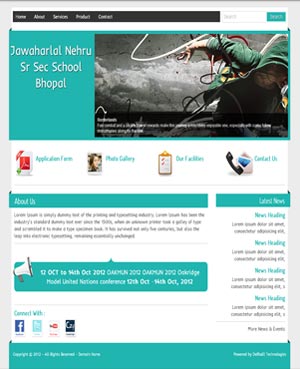 Home About Services Product Contact
Search Search
Jawaharlal Nehru
Sr Sec School
Bhopal
Application Form
Photo Gallery
Our Facilities
Contact Us
About Us
Lorem Ipsum is simply dummy text of the printing and typesetting industry. Lorem Ipsum has been the
industry's standard dummy text ever since the 1500s, when an unknown printer took a galley of type
and scrambled it to make a type specimen book. It has survived not only five centuries, but also the
leap into electronic typesetting, remaining essentially unchanged
12 OCT to 14th Oct 2012 OAKMUN 2012 OAKMUN 2012 Oakridge
Model United Nations conference 12th Oct - 14th Oct, 2012
Connect With :
Latest News
News Heading
Lorem ipsum dolor sit amet,
consectetur adipiscing elit,
News Heading
Lorem ipsum dolor sit amet,
consectetur adipiscing elit,
News Heading
Lorem ipsum dolor sit amet,
consectetur adipiscing elit,
News Heading
Lorem ipsum dolor sit amet,
consectetur adipiscing elit,
More News & Events
Copyright @ 2012 - All Rights Reserved - Domain Name
Powered by Technologies